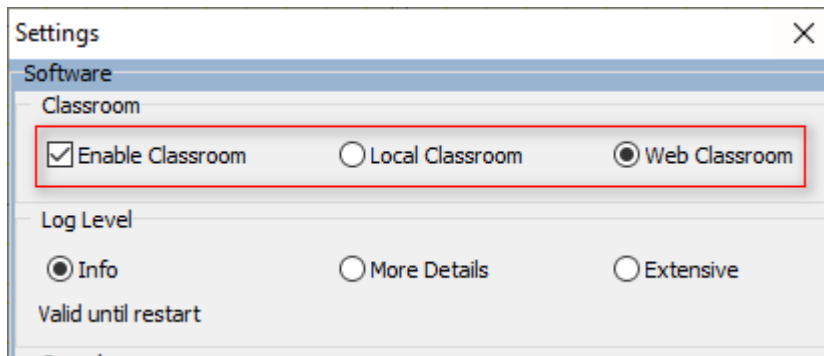 Settings
Software
Classroom
Enable Classroom Local Classroom Web Classroom
Log Level
Info More Details Extensive
Valid until restart